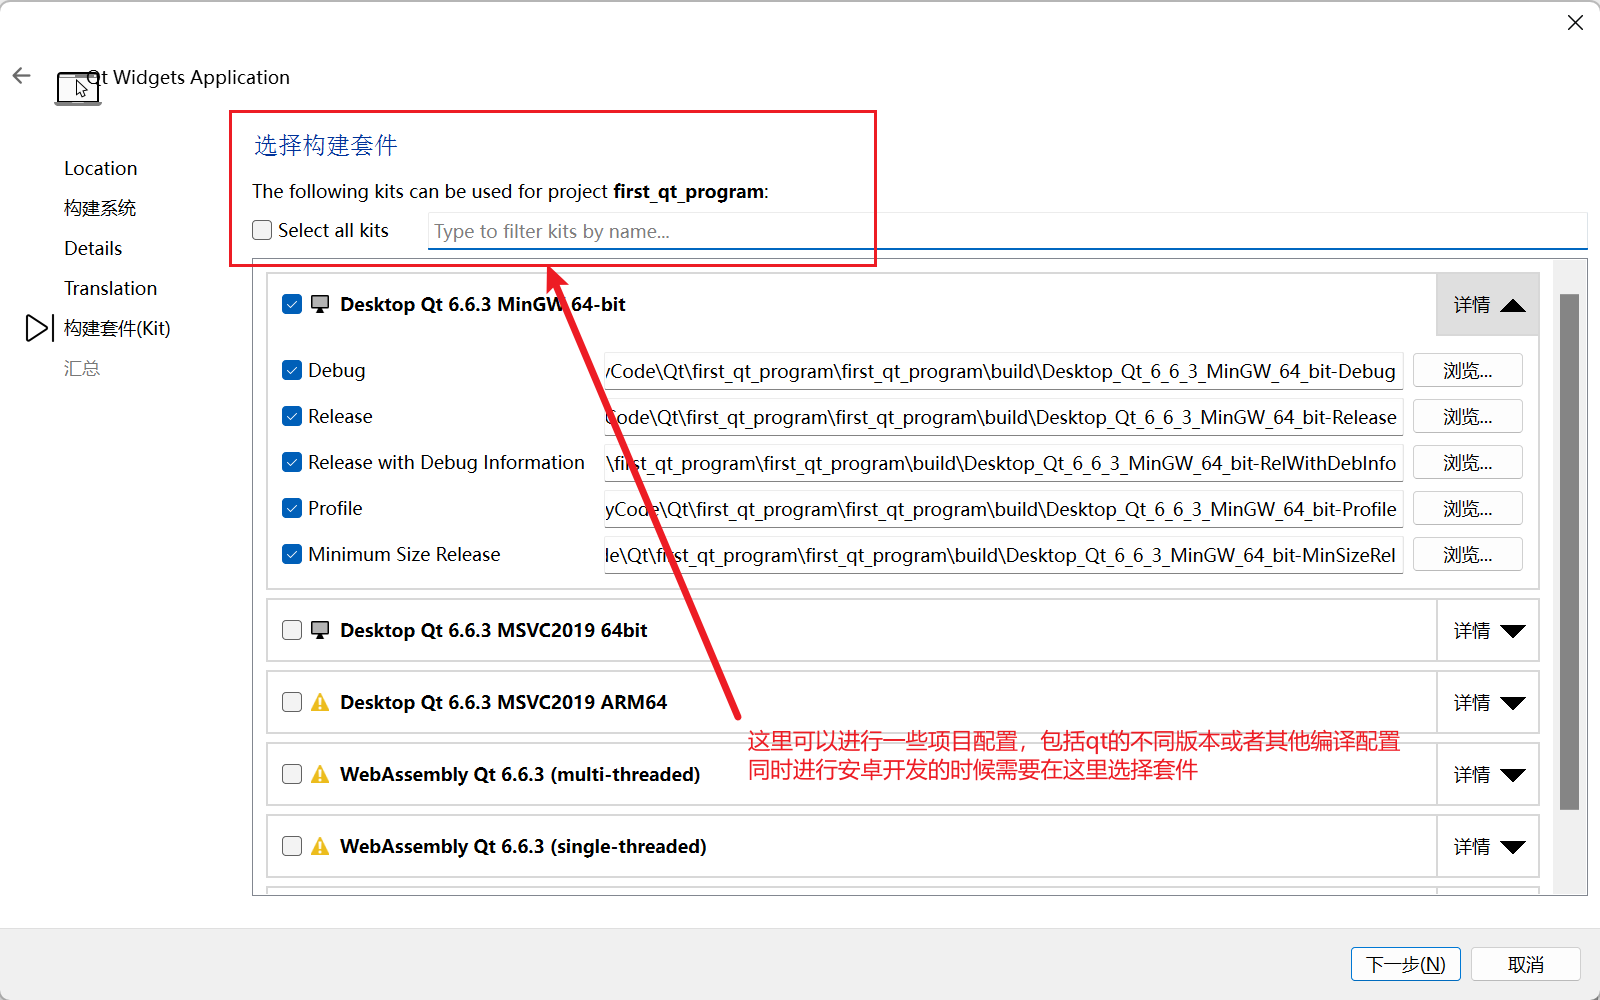 Qt Widgets Application
Location
构建系统
Details
Translation
构建套件(Kit)
汇总
选择构建套件
The following kits can be used for project first_qt_program:
Select all kits
Type to filter kits by name...
Desktop Qt 6.6.3 MinGW 64-bit
详情
Debug
yCode\Qt\first_qt_program\first_qt_program\build\Desktop_Qt_6_6_3_MinGW_64_bit-Debug
浏览...
Release
Code\Qt\first_qt_program\first_qt_program\build\Desktop_Qt_6_6_3_MinGW_64_bit-Release
浏览...
Release with Debug Information
\first_qt_program\first_qt_program\build\Desktop_Qt_6_6_3_MinGW_64_bit-RelWithDebInfo
浏览...
Profile
yCode\Qt\first_qt_program\first_qt_program\build\Desktop_Qt_6_6_3_MinGW_64_bit-Profile
浏览...
Minimum Size Release
le\Qt\first_qt_program\first_qt_program\build\Desktop_Qt_6_6_3_MinGW_64_bit-MinSizeRel
浏览...
Desktop Qt 6.6.3 MSVC2019 64bit
详情
Desktop Qt 6.6.3 MSVC2019 ARM64
详情
这里可以进行一些项目配置，包括qt的不同版本或者其他编译配置
同时进行安卓开发的时候需要在这里选择套件
WebAssembly Qt 6.6.3 (multi-threaded)
详情
WebAssembly Qt 6.6.3 (single-threaded)
详情
下一步(N)
取消